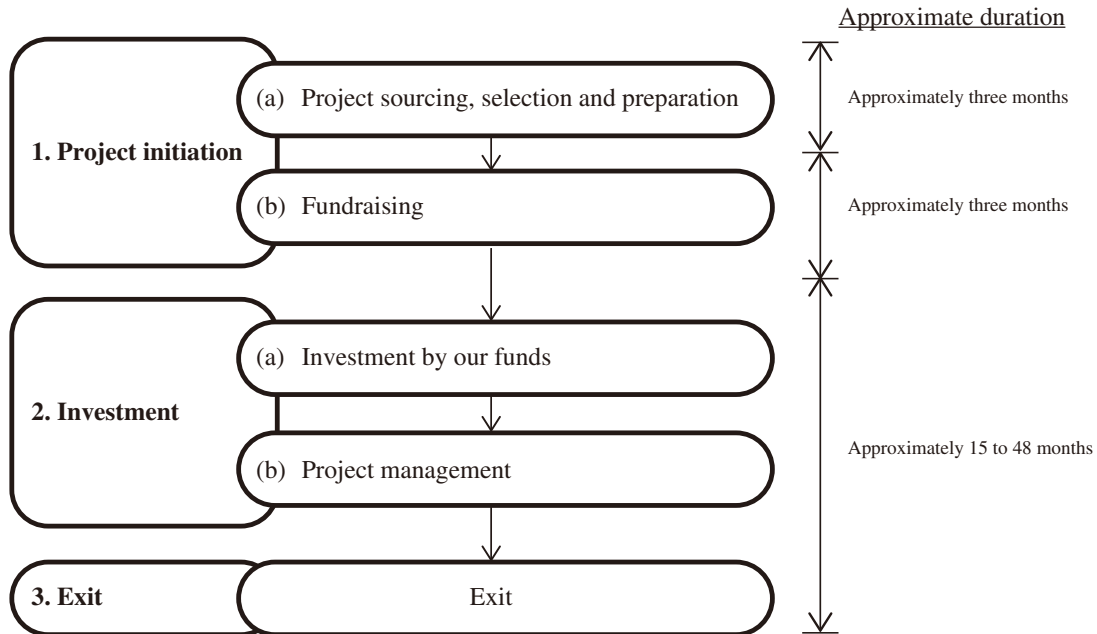 Approximate duration
1. Project initiation
(a) Project sourcing, selection and preparation
Approximately three months
(b) Fundraising
Approximately three months
2. Investment
(a) Investment by our funds
(b) Project management
Approximately 15 to 48 months
3. Exit
Exit